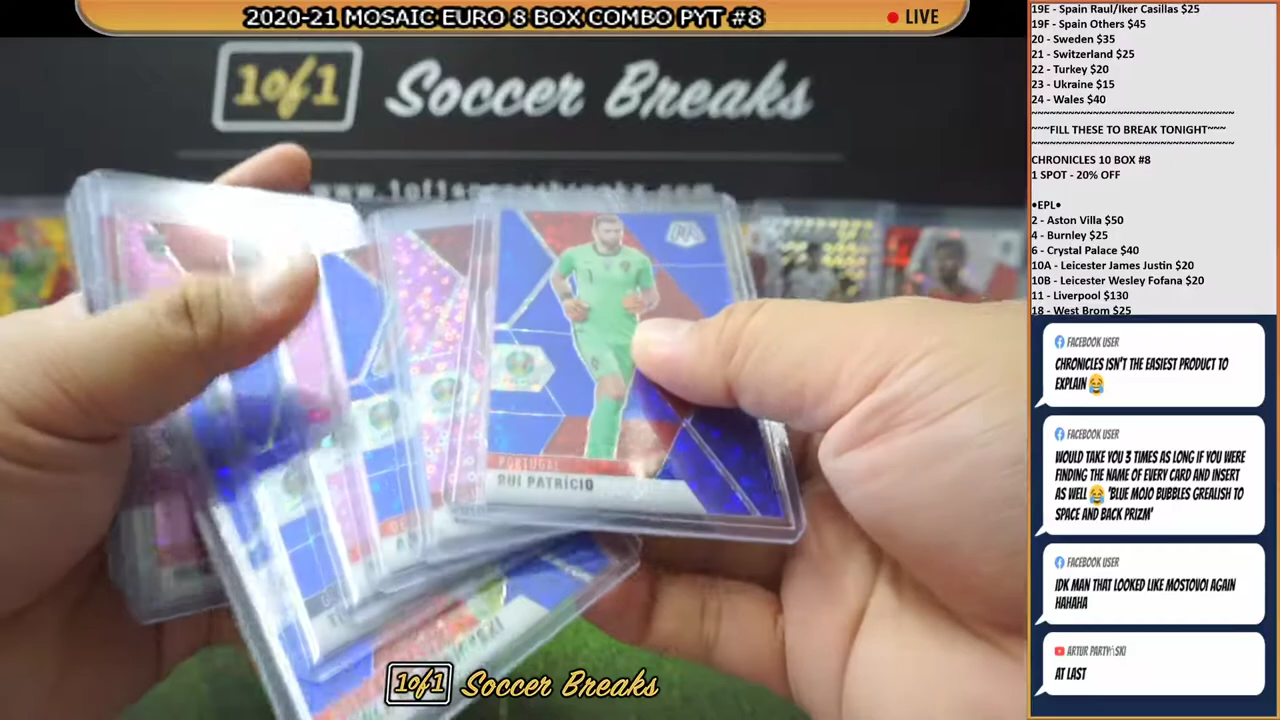 2020-21 MOSAIC EURO 8 BOX COMBO PYT #8
LIVE
1of1 Soccer Breaks
www.1of1soccerbreaks.com
PORTUGAL
RUI PATRÍCIO
1of1 Soccer Breaks
19E - Spain Raul/Iker Casillas $25
19F - Spain Others $45
20 - Sweden $35
21 - Switzerland $25
22 - Turkey $20
23 - Ukraine $15
24 - Wales $40
~~~~~~~~~~~~~~~~~~~~~~~~~~~~~~
~~~FILL THESE TO BREAK TONIGHT~~~
~~~~~~~~~~~~~~~~~~~~~~~~~~~~~~
CHRONICLES 10 BOX #8
1 SPOT - 20% OFF
•EPL•
2 - Aston Villa $50
4 - Burnley $25
6 - Crystal Palace $40
10A - Leicester James Justin $20
10B - Leicester Wesley Fofana $20
11 - Liverpool $130
18 - West Brom $25
FACEBOOK USER
CHRONICLES ISN'T THE EASIEST PRODUCT TO
EXPLAIN 😂
FACEBOOK USER
WOULD TAKE YOU 3 TIMES AS LONG IF YOU WERE
FINDING THE NAME OF EVERY CARD AND INSERT
AS WELL 😂 'BLUE MOJO BUBBLES GREALISH TO
SPACE AND BACK PRIZM'
FACEBOOK USER
IDK MAN THAT LOOKED LIKE MOSTOVOI AGAIN
HAHAHA
ARTUR PARTYŃSKI
AT LAST